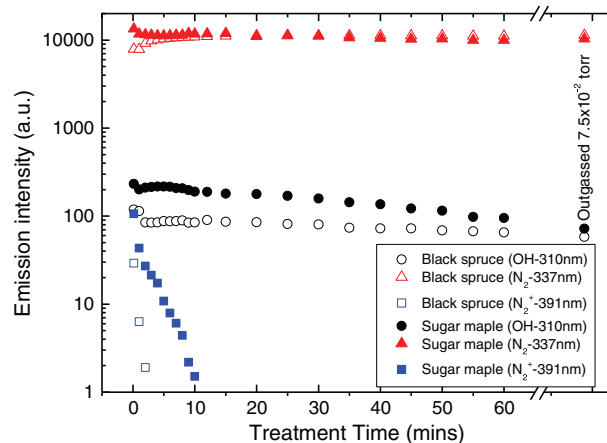 Emission intensity (a.u.)
10000
1000
100
10
1
0
10
20
30
40
50
60
Treatment Time (mins)
Outgassed 7.5x10⁻² torr
Black spruce (OH-310nm)
Black spruce (N₂-337nm)
Black spruce (N₂⁺-391nm)
Sugar maple (OH-310nm)
Sugar maple (N₂-337nm)
Sugar maple (N₂⁺-391nm)